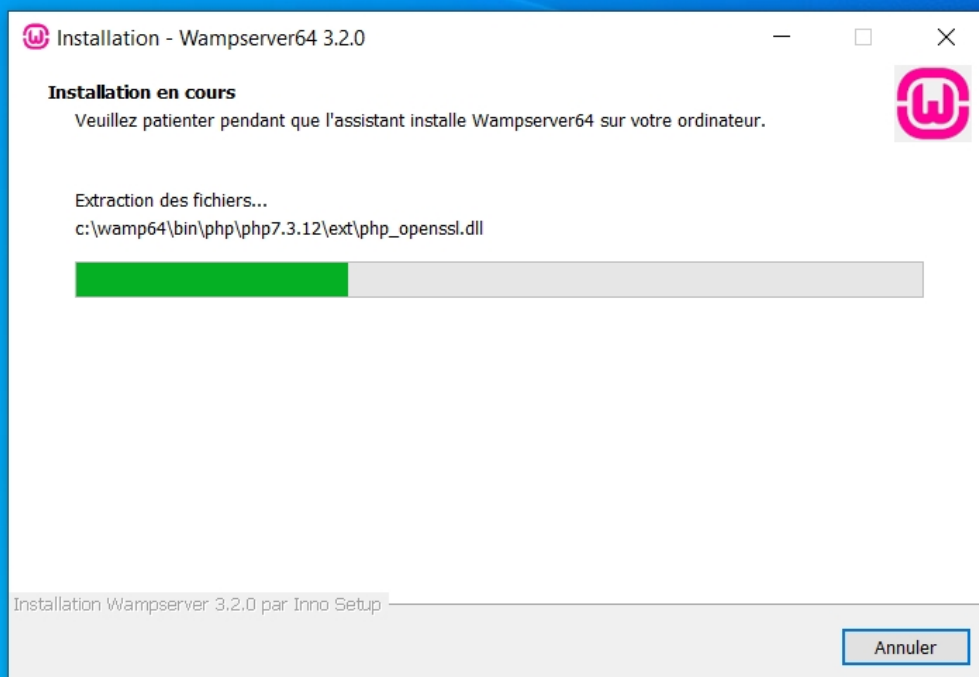 Installation - Wampserver64 3.2.0
Installation en cours
Veuillez patienter pendant que l'assistant installe Wampserver64 sur votre ordinateur.
Extraction des fichiers...
c:\wamp64\bin\php\php7.3.12\ext\php_openssl.dll
Installation Wampserver 3.2.0 par Inno Setup
Annuler